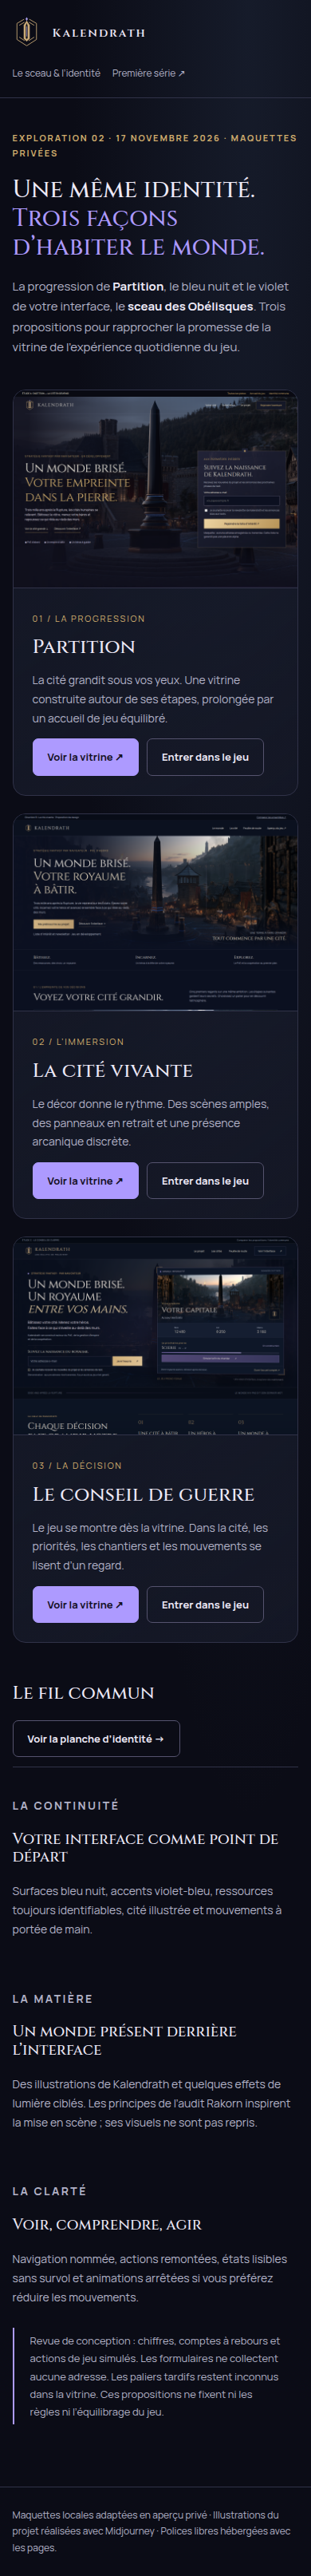 Kalendrath
Le sceau & l'identité Première série ↗
EXPLORATION 02 · 17 NOVEMBRE 2026 · MAQUETTES
PRIVÉES
Une même identité.
Trois façons
d'habiter le monde.
La progression de Partition, le bleu nuit et le violet
de votre interface, le sceau des Obélisques. Trois
propositions pour rapprocher la promesse de la
vitrine de l'expérience quotidienne du jeu.
KALENDRATH
Un monde brisé.
Votre empreinte
dans la pierre.
Suivez la naissance
de Kalendrath.
01 / LA PROGRESSION
Partition
La cité grandit sous vos yeux. Une vitrine
construite autour de ses étapes, prolongée par
un accueil de jeu équilibré.
Voir la vitrine ↗ Entrer dans le jeu
KALENDRATH
Un monde brisé.
Votre royaume
à bâtir.
Tout commence par une cité.
Voyez votre cité grandir.
02 / L'IMMERSION
La cité vivante
Le décor donne le rythme. Des scènes amples,
des panneaux en retrait et une présence
arcanique discrète.
Voir la vitrine ↗ Entrer dans le jeu
KALENDRATH
Un monde brisé.
Un royaume
entre vos mains.
Votre capitale
Chaque décision
03 / LA DÉCISION
Le conseil de guerre
Le jeu se montre dès la vitrine. Dans la cité, les
priorités, les chantiers et les mouvements se
lisent d'un regard.
Voir la vitrine ↗ Entrer dans le jeu
Le fil commun
Voir la planche d'identité →
LA CONTINUITÉ
Votre interface comme point de
départ
Surfaces bleu nuit, accents violet-bleu, ressources
toujours identifiables, cité illustrée et mouvements à
portée de main.
LA MATIÈRE
Un monde présent derrière
l'interface
Des illustrations de Kalendrath et quelques effets de
lumière ciblés. Les principes de l'audit Rakorn inspirent
la mise en scène ; ses visuels ne sont pas repris.
LA CLARTÉ
Voir, comprendre, agir
Navigation nommée, actions remontées, états lisibles
sans survol et animations arrêtées si vous préférez
réduire les mouvements.
Revue de conception : chiffres, comptes à rebours et
actions de jeu simulés. Les formulaires ne collectent
aucune adresse. Les paliers tardifs restent inconnus
dans la vitrine. Ces propositions ne fixent ni les
règles ni l'équilibrage du jeu.
Maquettes locales adaptées en aperçu privé · Illustrations du
projet réalisées avec Midjourney · Polices libres hébergées avec
les pages.